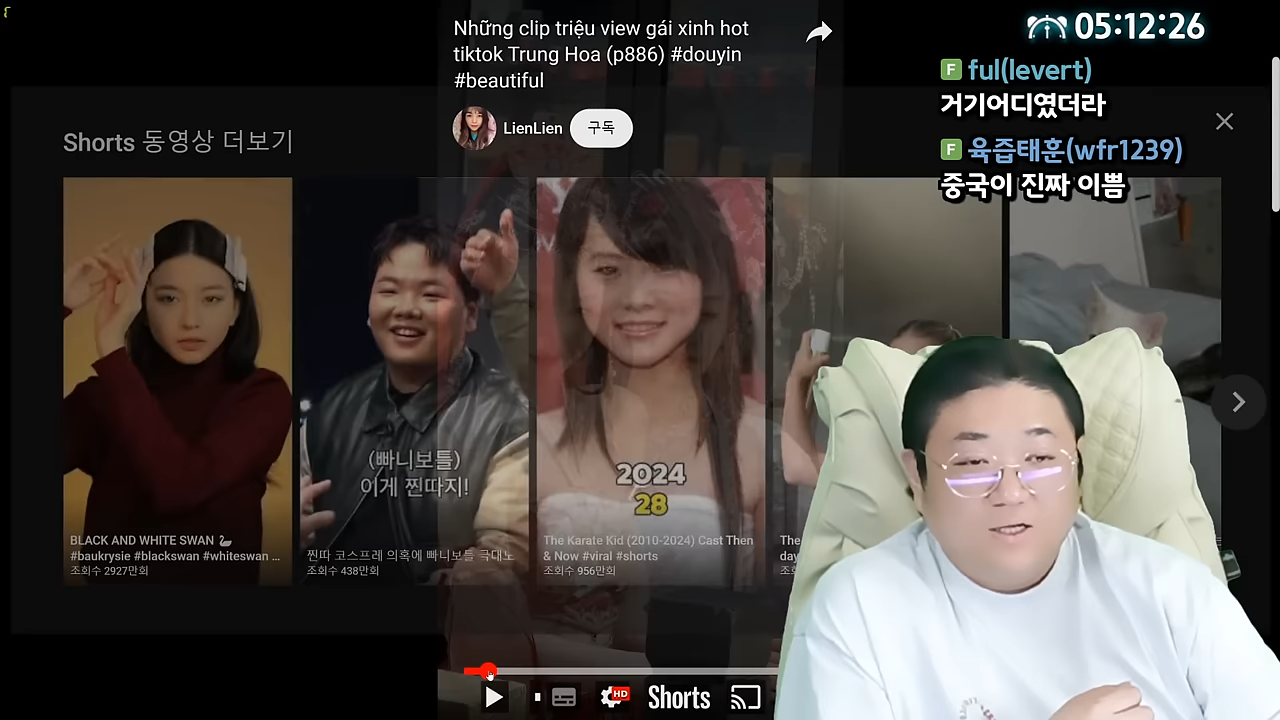 Những clip triệu view gái xinh hot
tiktok Trung Hoa (p886) #douyin
#beautiful
LienLien 구독
05:12:26
F ful(levert)
거기어디였더라
F 육즙태훈(wfr1239)
중국이 진짜 이쁨
Shorts 동영상 더보기
BLACK AND WHITE SWAN 🦢
#baukrysie #blackswan #whiteswan ...
조회수 2927만회
(빠니보틀)
이게 찐따지!
찐따 코스프레 의혹에 빠니보틀 극대노
조회수 438만회
2024
28
The Karate Kid (2010-2024) Cast Then
& Now #viral #shorts
조회수 956만회
The
day
조회
HD
Shorts